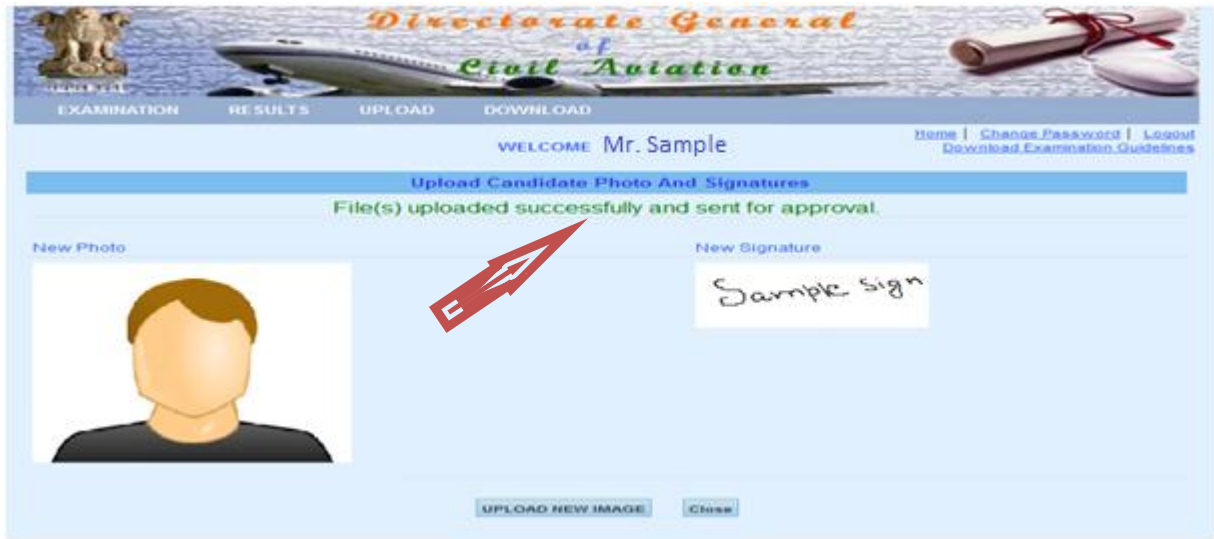 Directorate General
of
Civil Aviation
EXAMINATION RESULTS UPLOAD DOWNLOAD
WELCOME Mr. Sample
Home | Change Password | Logout
Download Examination Guidelines
Upload Candidate Photo And Signatures
File(s) uploaded successfully and sent for approval.
New Photo
New Signature
Sample Sign
UPLOAD NEW IMAGE Close